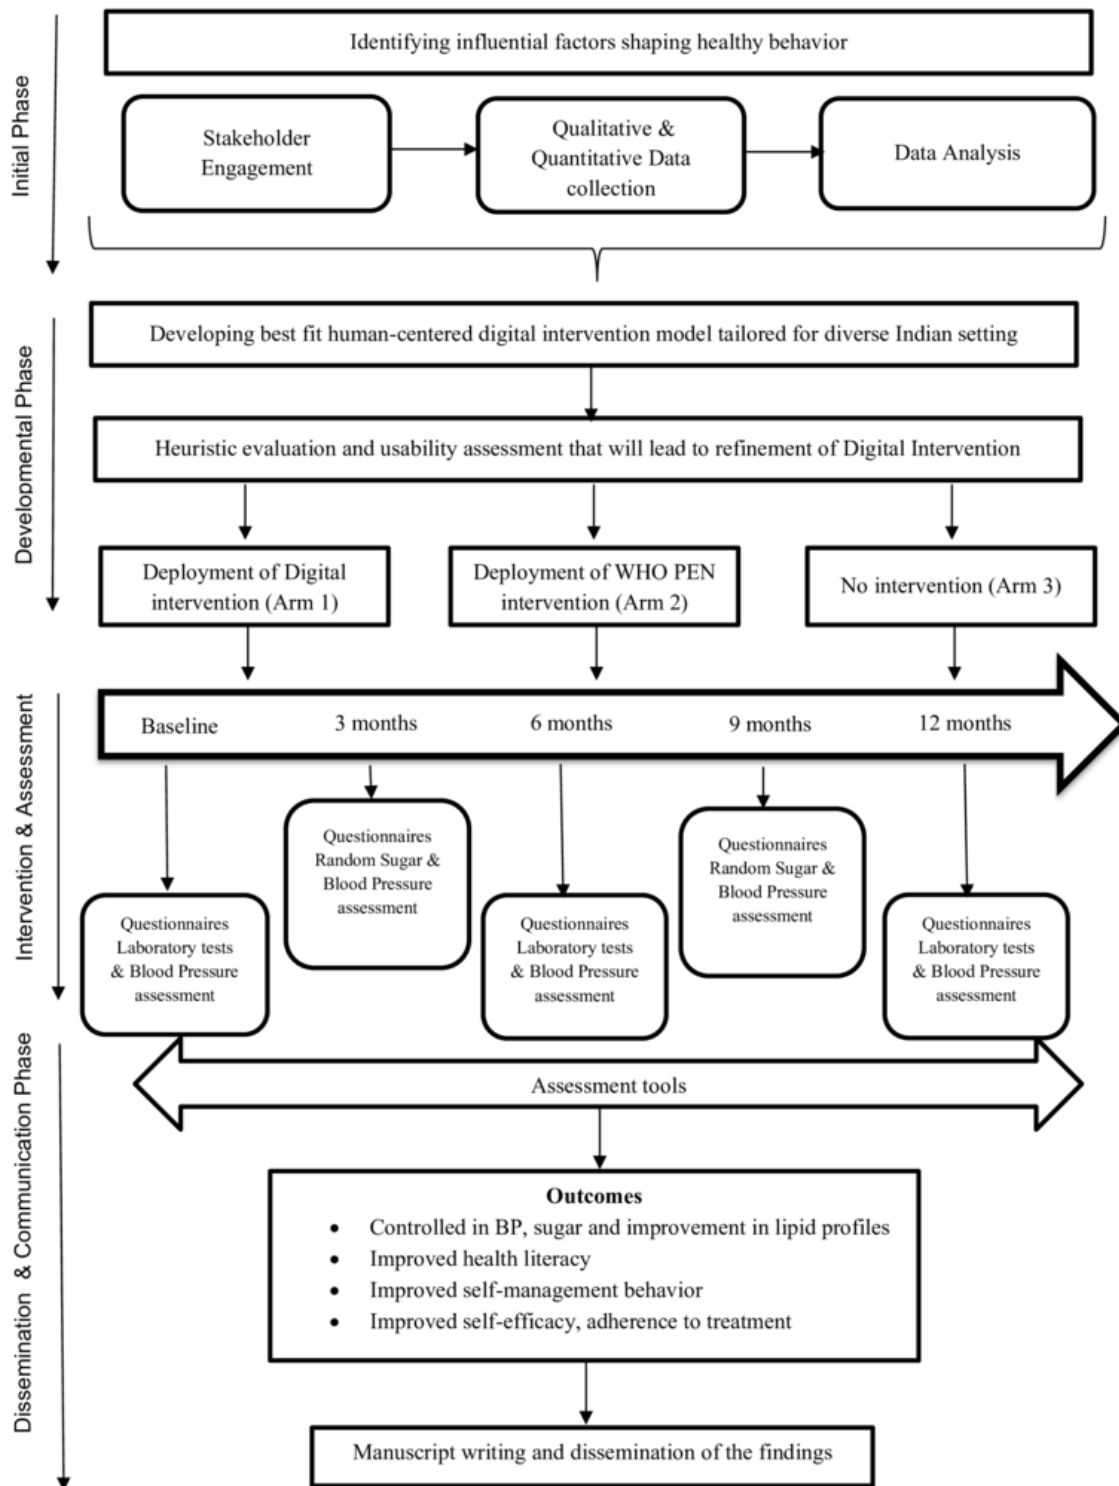 Initial Phase
Identifying influential factors shaping healthy behavior
Stakeholder
Engagement
Qualitative &
Quantitative Data
collection
Data Analysis
Developmental Phase
Developing best fit human-centered digital intervention model tailored for diverse Indian setting
Heuristic evaluation and usability assessment that will lead to refinement of Digital Intervention
Deployment of Digital
intervention (Arm 1)
Deployment of WHO PEN
intervention (Arm 2)
No intervention (Arm 3)
Intervention & Assessment
Baseline
3 months
6 months
9 months
12 months
Questionnaires
Laboratory tests
& Blood Pressure
assessment
Questionnaires
Random Sugar &
Blood Pressure
assessment
Questionnaires
Laboratory tests
& Blood Pressure
assessment
Questionnaires
Random Sugar &
Blood Pressure
assessment
Questionnaires
Laboratory tests
& Blood Pressure
assessment
Dissemination & Communication Phase
Assessment tools
Outcomes
• Controlled in BP, sugar and improvement in lipid profiles
• Improved health literacy
• Improved self-management behavior
• Improved self-efficacy, adherence to treatment
Manuscript writing and dissemination of the findings